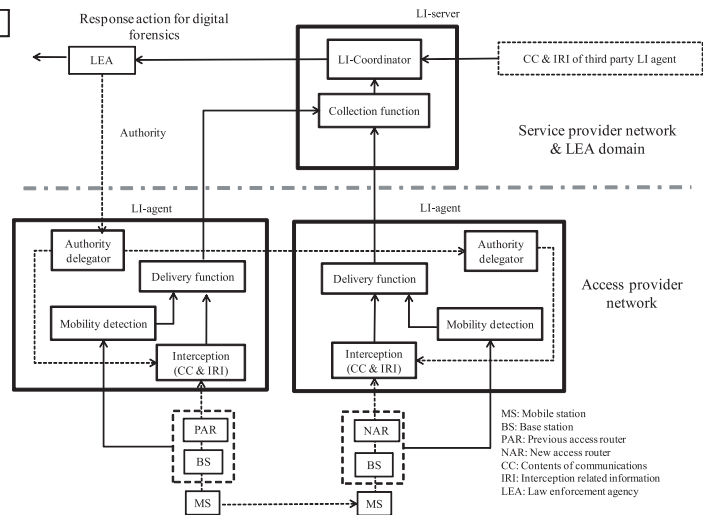 LI-server
Response action for digital
forensics
LEA
LI-Coordinator
CC & IRI of third party LI agent
Collection function
Authority
Service provider network
& LEA domain
LI-agent
LI-agent
Authority
delegator
Authority
delegator
Delivery function
Delivery function
Access provider
network
Mobility detection
Mobility detection
Interception
(CC & IRI)
Interception
(CC & IRI)
PAR
NAR
BS
BS
MS
MS
MS: Mobile station
BS: Base station
PAR: Previous access router
NAR: New access router
CC: Contents of communications
IRI: Interception related information
LEA: Law enforcement agency